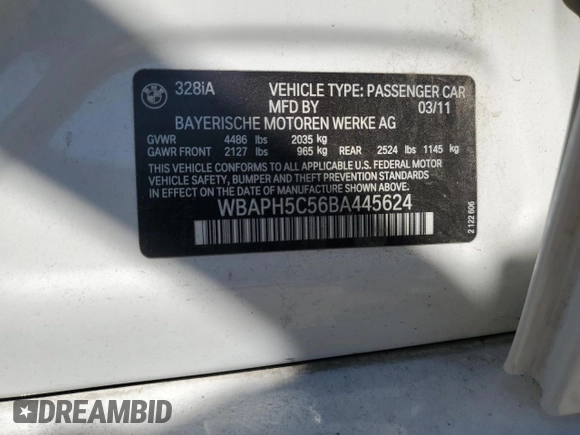 328iA VEHICLE TYPE: PASSENGER CAR
MFD BY 03/11
BAYERISCHE MOTOREN WERKE AG
GVWR 4486 lbs 2035 kg
GAWR FRONT 2127 lbs 965 kg REAR 2524 lbs 1145 kg
THIS VEHICLE CONFORMS TO ALL APPLICABLE U.S. FEDERAL MOTOR
VEHICLE SAFETY, BUMPER AND THEFT PREVENTION STANDARDS
IN EFFECT ON THE DATE OF MANUFACTURE SHOWN ABOVE.
WBAPH5C56BA445624
2 122 606
DREAMBID